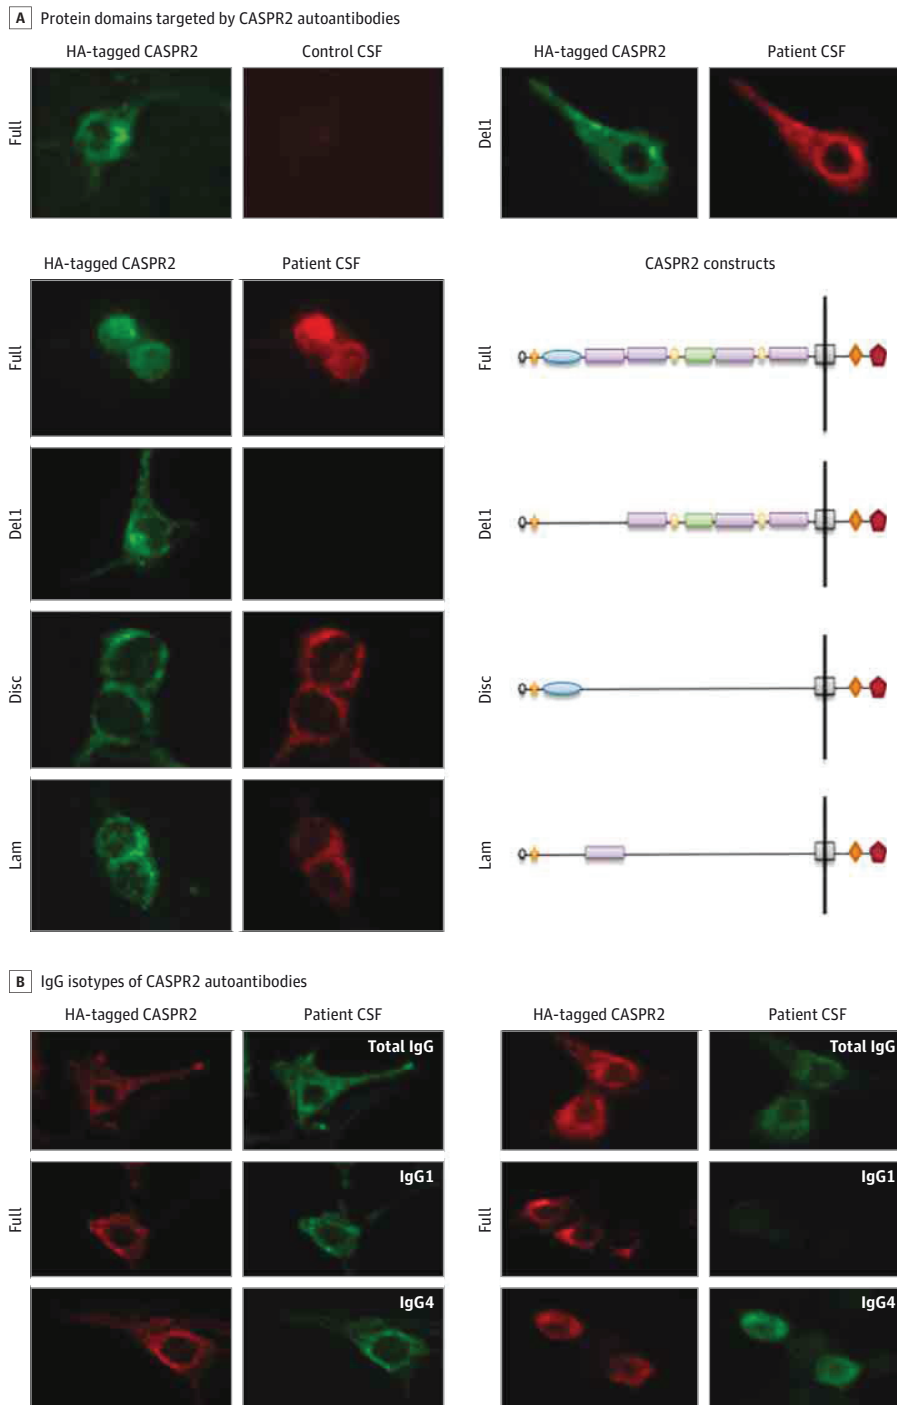 A Protein domains targeted by CASPR2 autoantibodies
HA-tagged CASPR2 Control CSF HA-tagged CASPR2 Patient CSF
Full Del1
HA-tagged CASPR2 Patient CSF CASPR2 constructs
Full Full
Del1 Del1
Disc Disc
Lam Lam
B IgG isotypes of CASPR2 autoantibodies
HA-tagged CASPR2 Patient CSF HA-tagged CASPR2 Patient CSF
Total IgG Total IgG
Full IgG1 Full IgG1
IgG4 IgG4